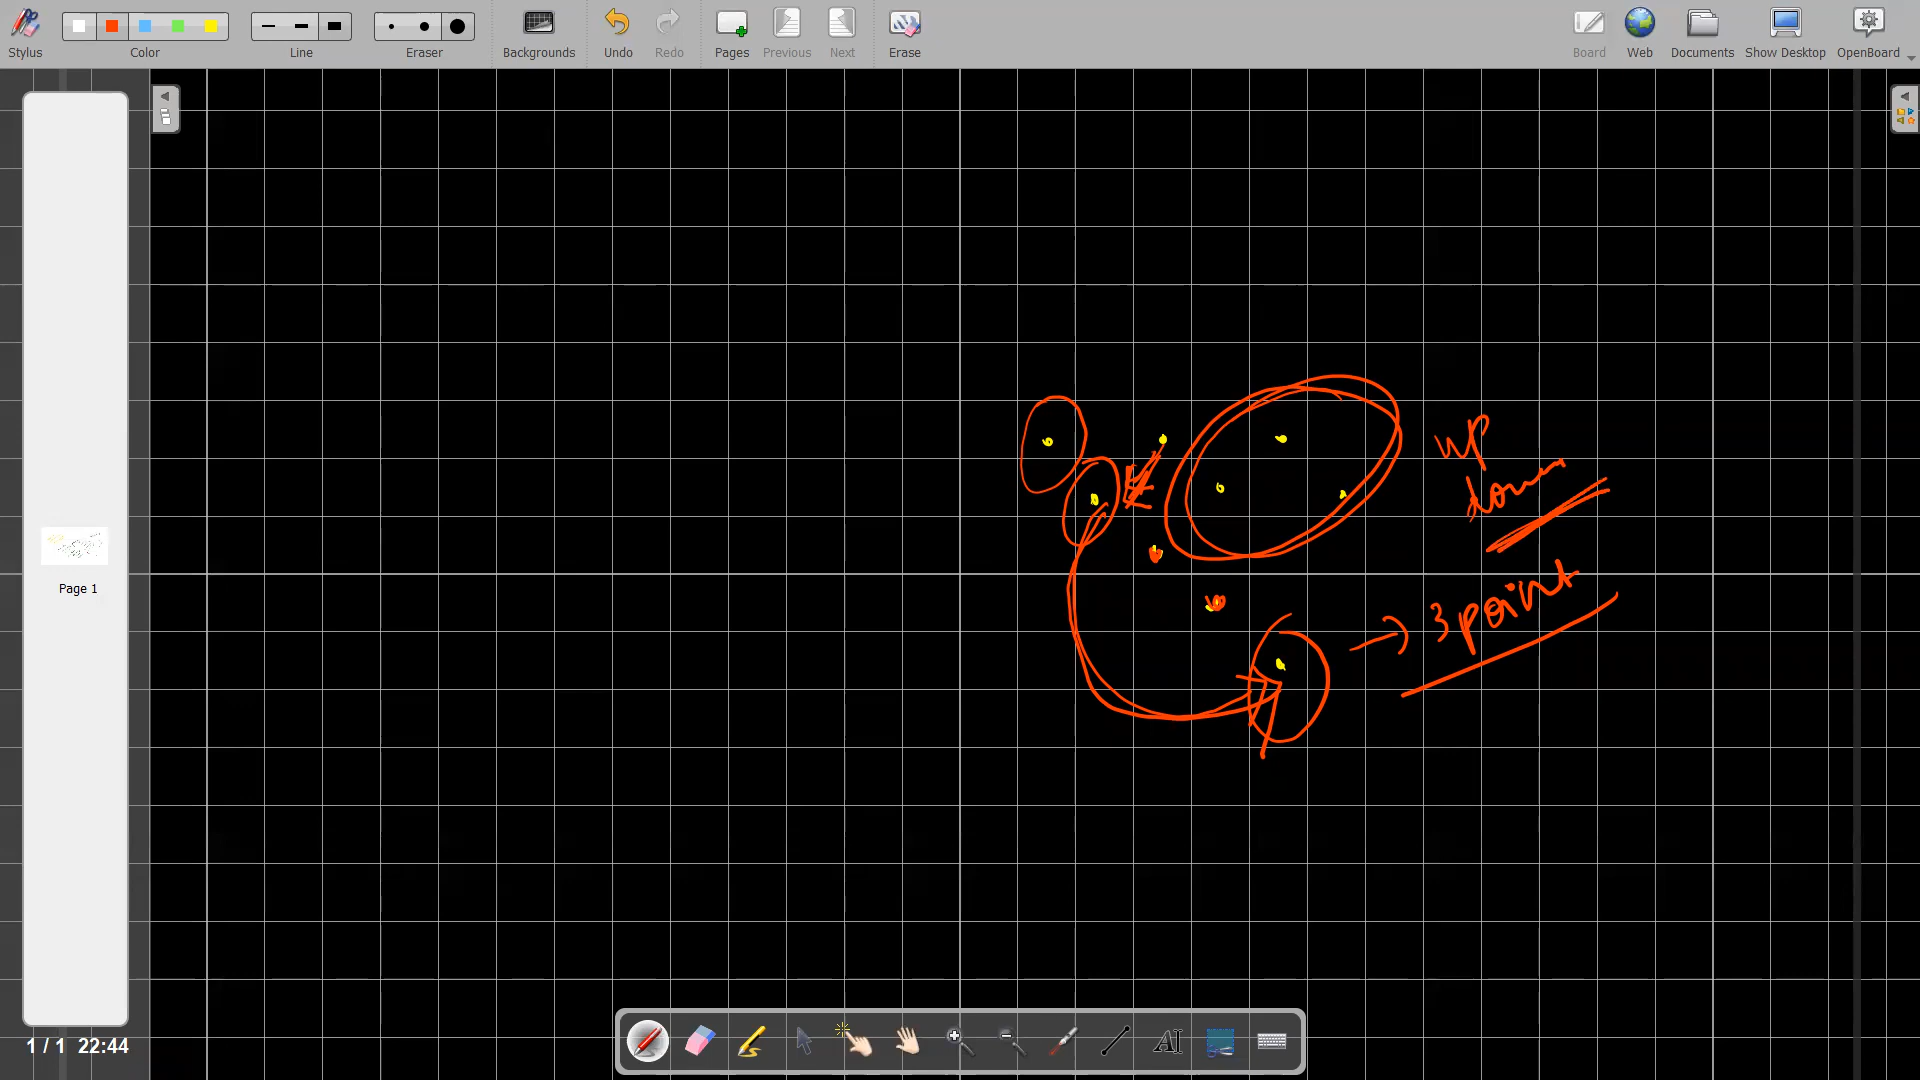 Stylus Color Line Eraser Backgrounds Undo Redo Pages Previous Next Erase Board Web Documents Show Desktop OpenBoard
up
down
→ 3 point
Page 1
1 / 1 22:44
AI